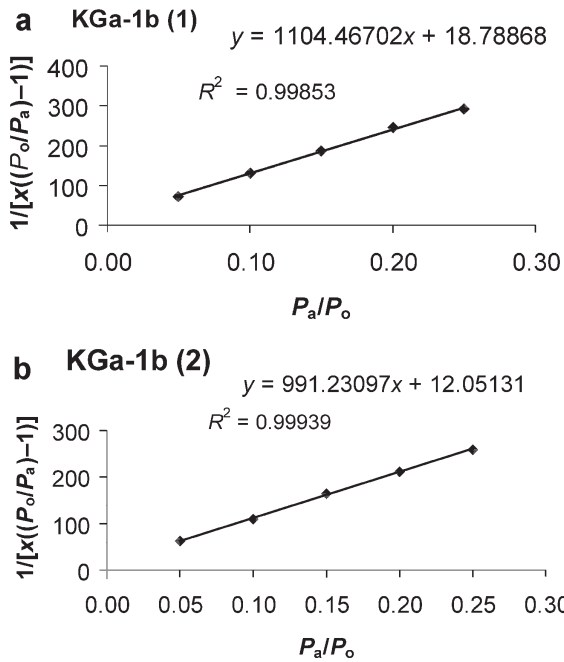 a KGa-1b (1)
y = 1104.46702x + 18.78868
R² = 0.99853
1/[x((Pₒ/Pₐ)–1)]
400
300
200
100
0
0.00 0.10 0.20 0.30
Pₐ/Pₒ
b KGa-1b (2)
y = 991.23097x + 12.05131
R² = 0.99939
1/[x((Pₒ/Pₐ)–1)]
300
200
100
0
0.00 0.05 0.10 0.15 0.20 0.25 0.30
Pₐ/Pₒ